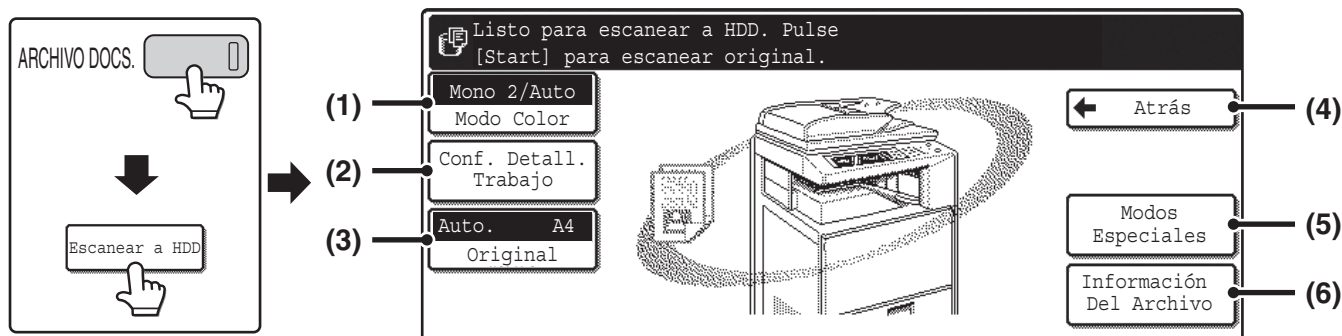 ARCHIVO DOCS.
Escanear a HDD
Listo para escanear a HDD. Pulse
[Start] para escanear original.
(1)
Mono 2/Auto
Modo Color
(2)
Conf. Detall.
Trabajo
(3)
Auto. A4
Original
Atrás
(4)
Modos
Especiales
(5)
Información
Del Archivo
(6)